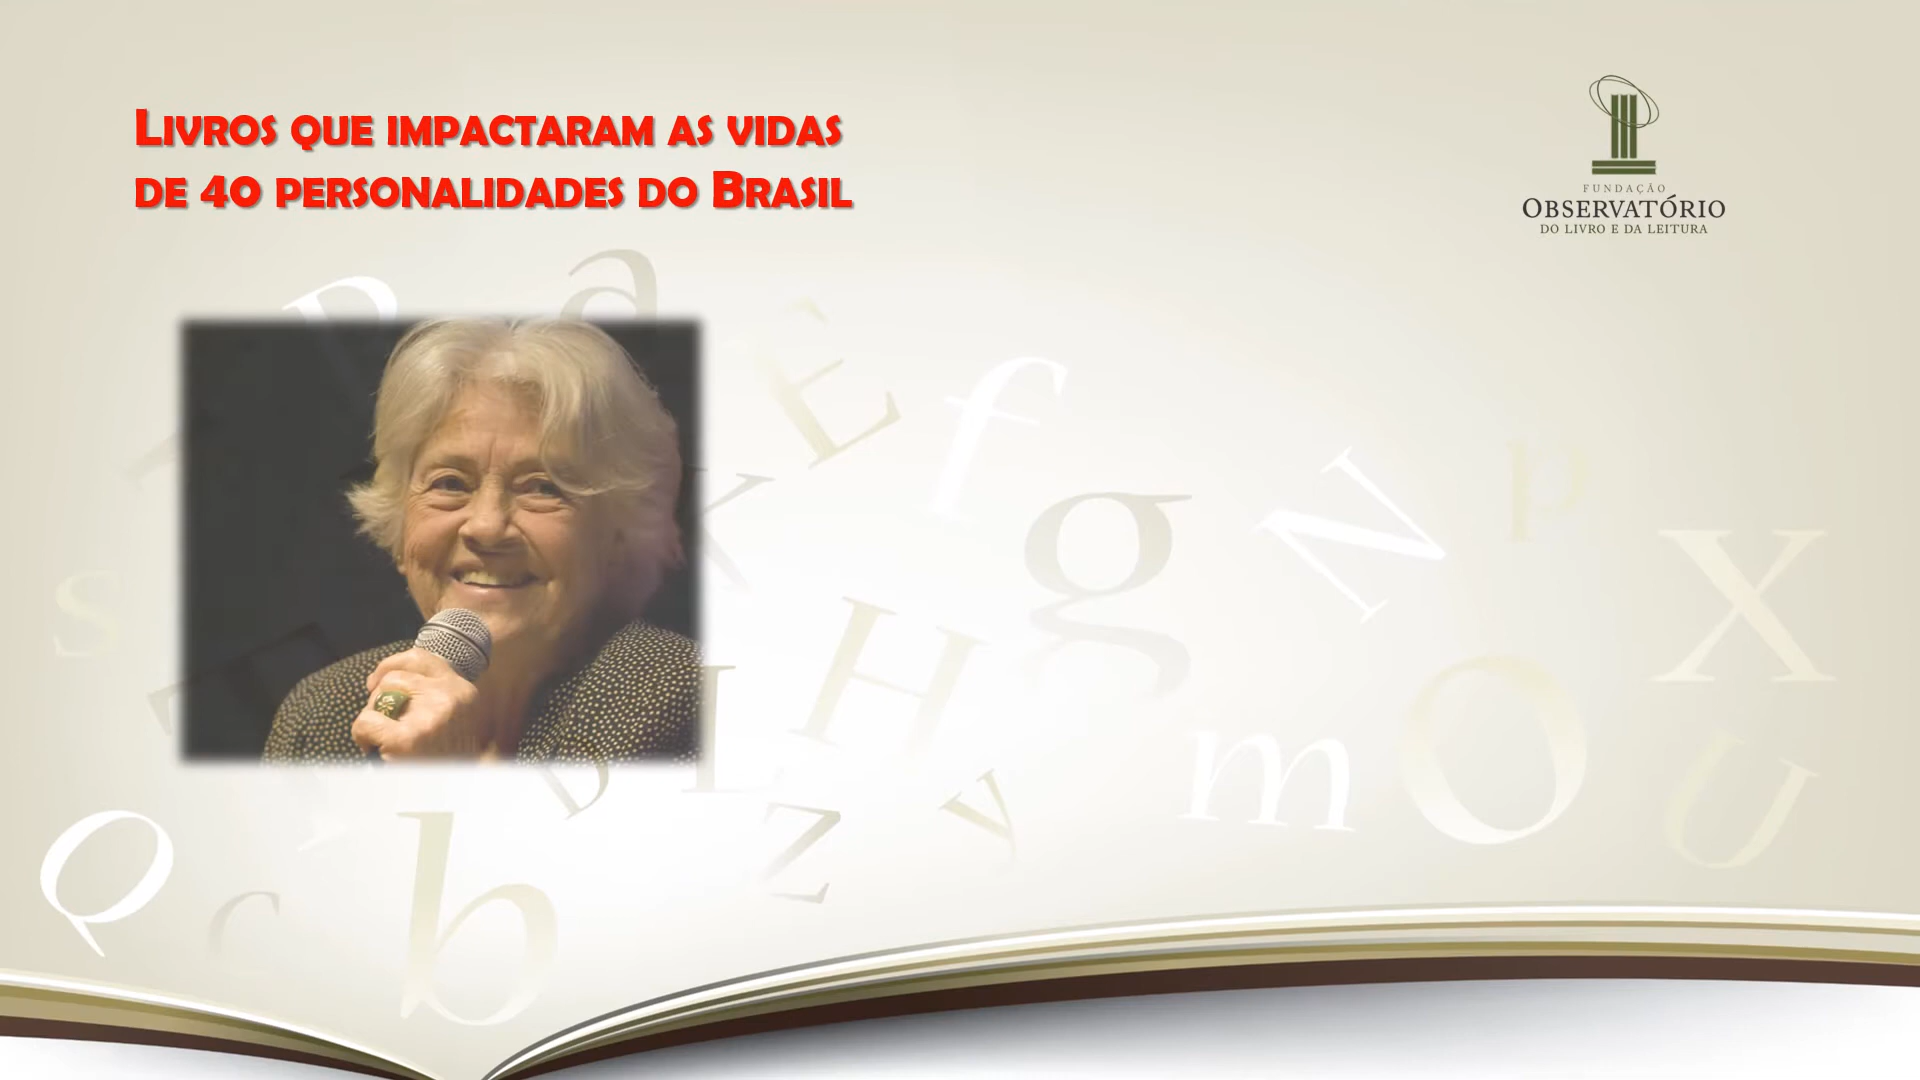 Livros que impactaram as vidas
de 40 personalidades do Brasil
FUNDAÇÃO
OBSERVATÓRIO
DO LIVRO E DA LEITURA